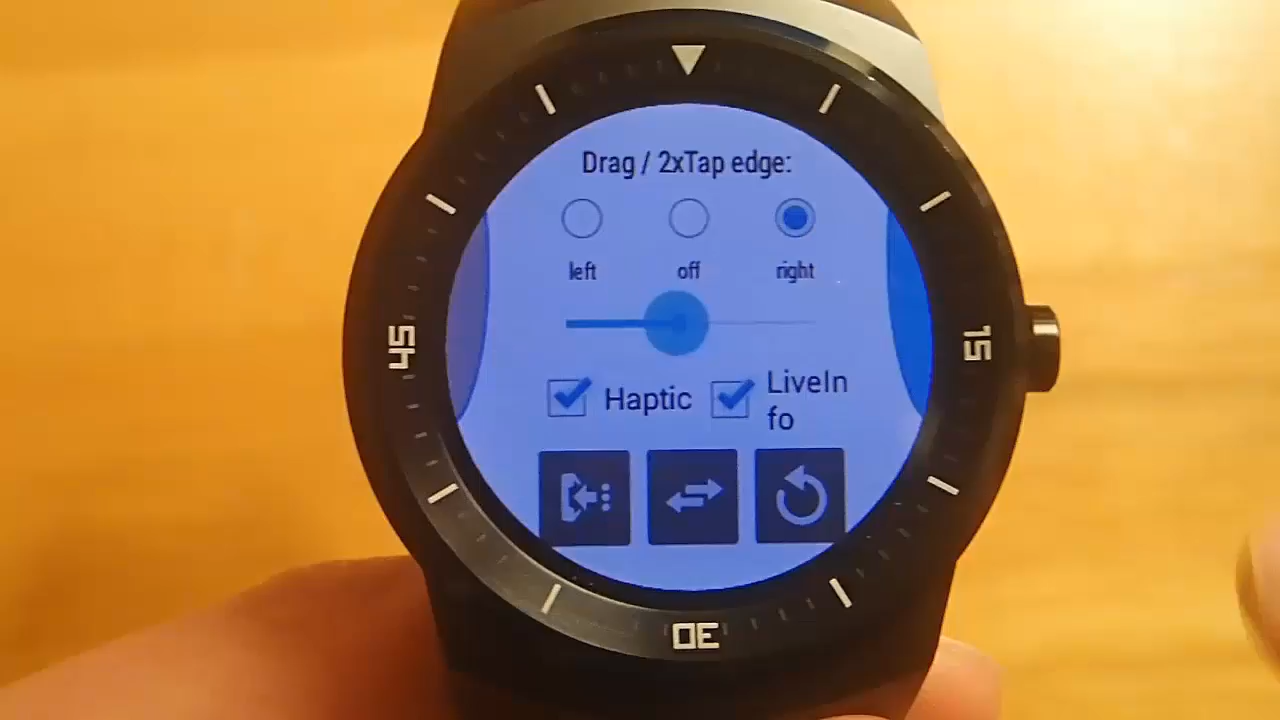 Drag / 2xTap edge:
left off right
45
15
Haptic LiveIn
fo
30